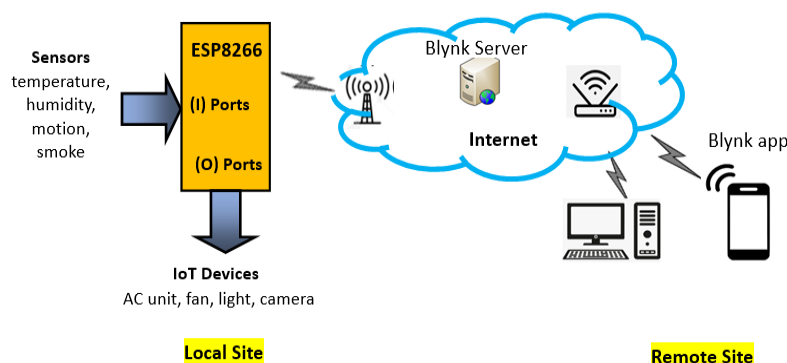 Sensors
temperature,
humidity,
motion,
smoke
ESP8266
(I) Ports
(O) Ports
IoT Devices
AC unit, fan, light, camera
Local Site
Blynk Server
Internet
Blynk app
Remote Site